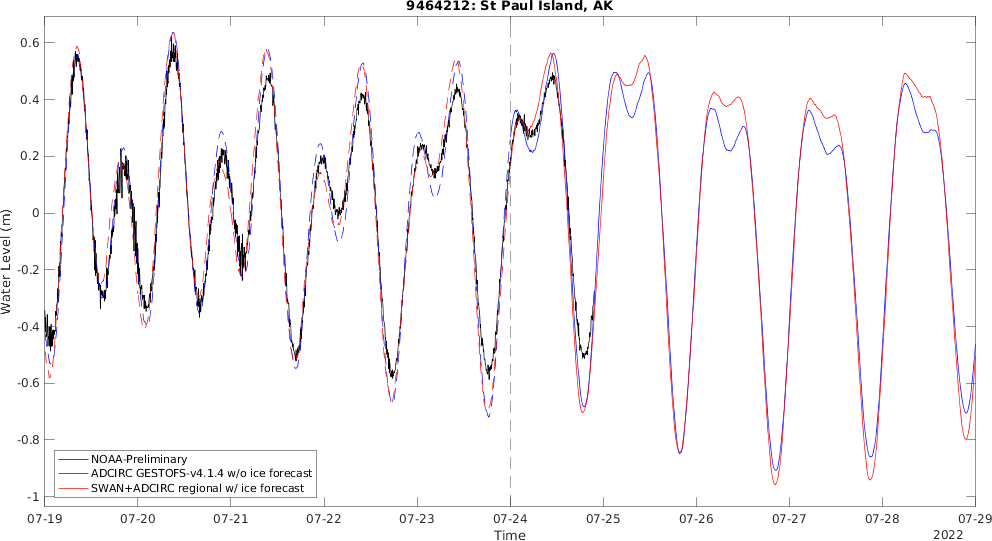 9464212: St Paul Island, AK
Water Level (m)
0.6
0.4
0.2
0
-0.2
-0.4
-0.6
-0.8
-1
NOAA-Preliminary
ADCIRC GESTOFS-v4.1.4 w/o ice forecast
SWAN+ADCIRC regional w/ ice forecast
07-19 07-20 07-21 07-22 07-23 07-24 07-25 07-26 07-27 07-28 07-29
Time
2022